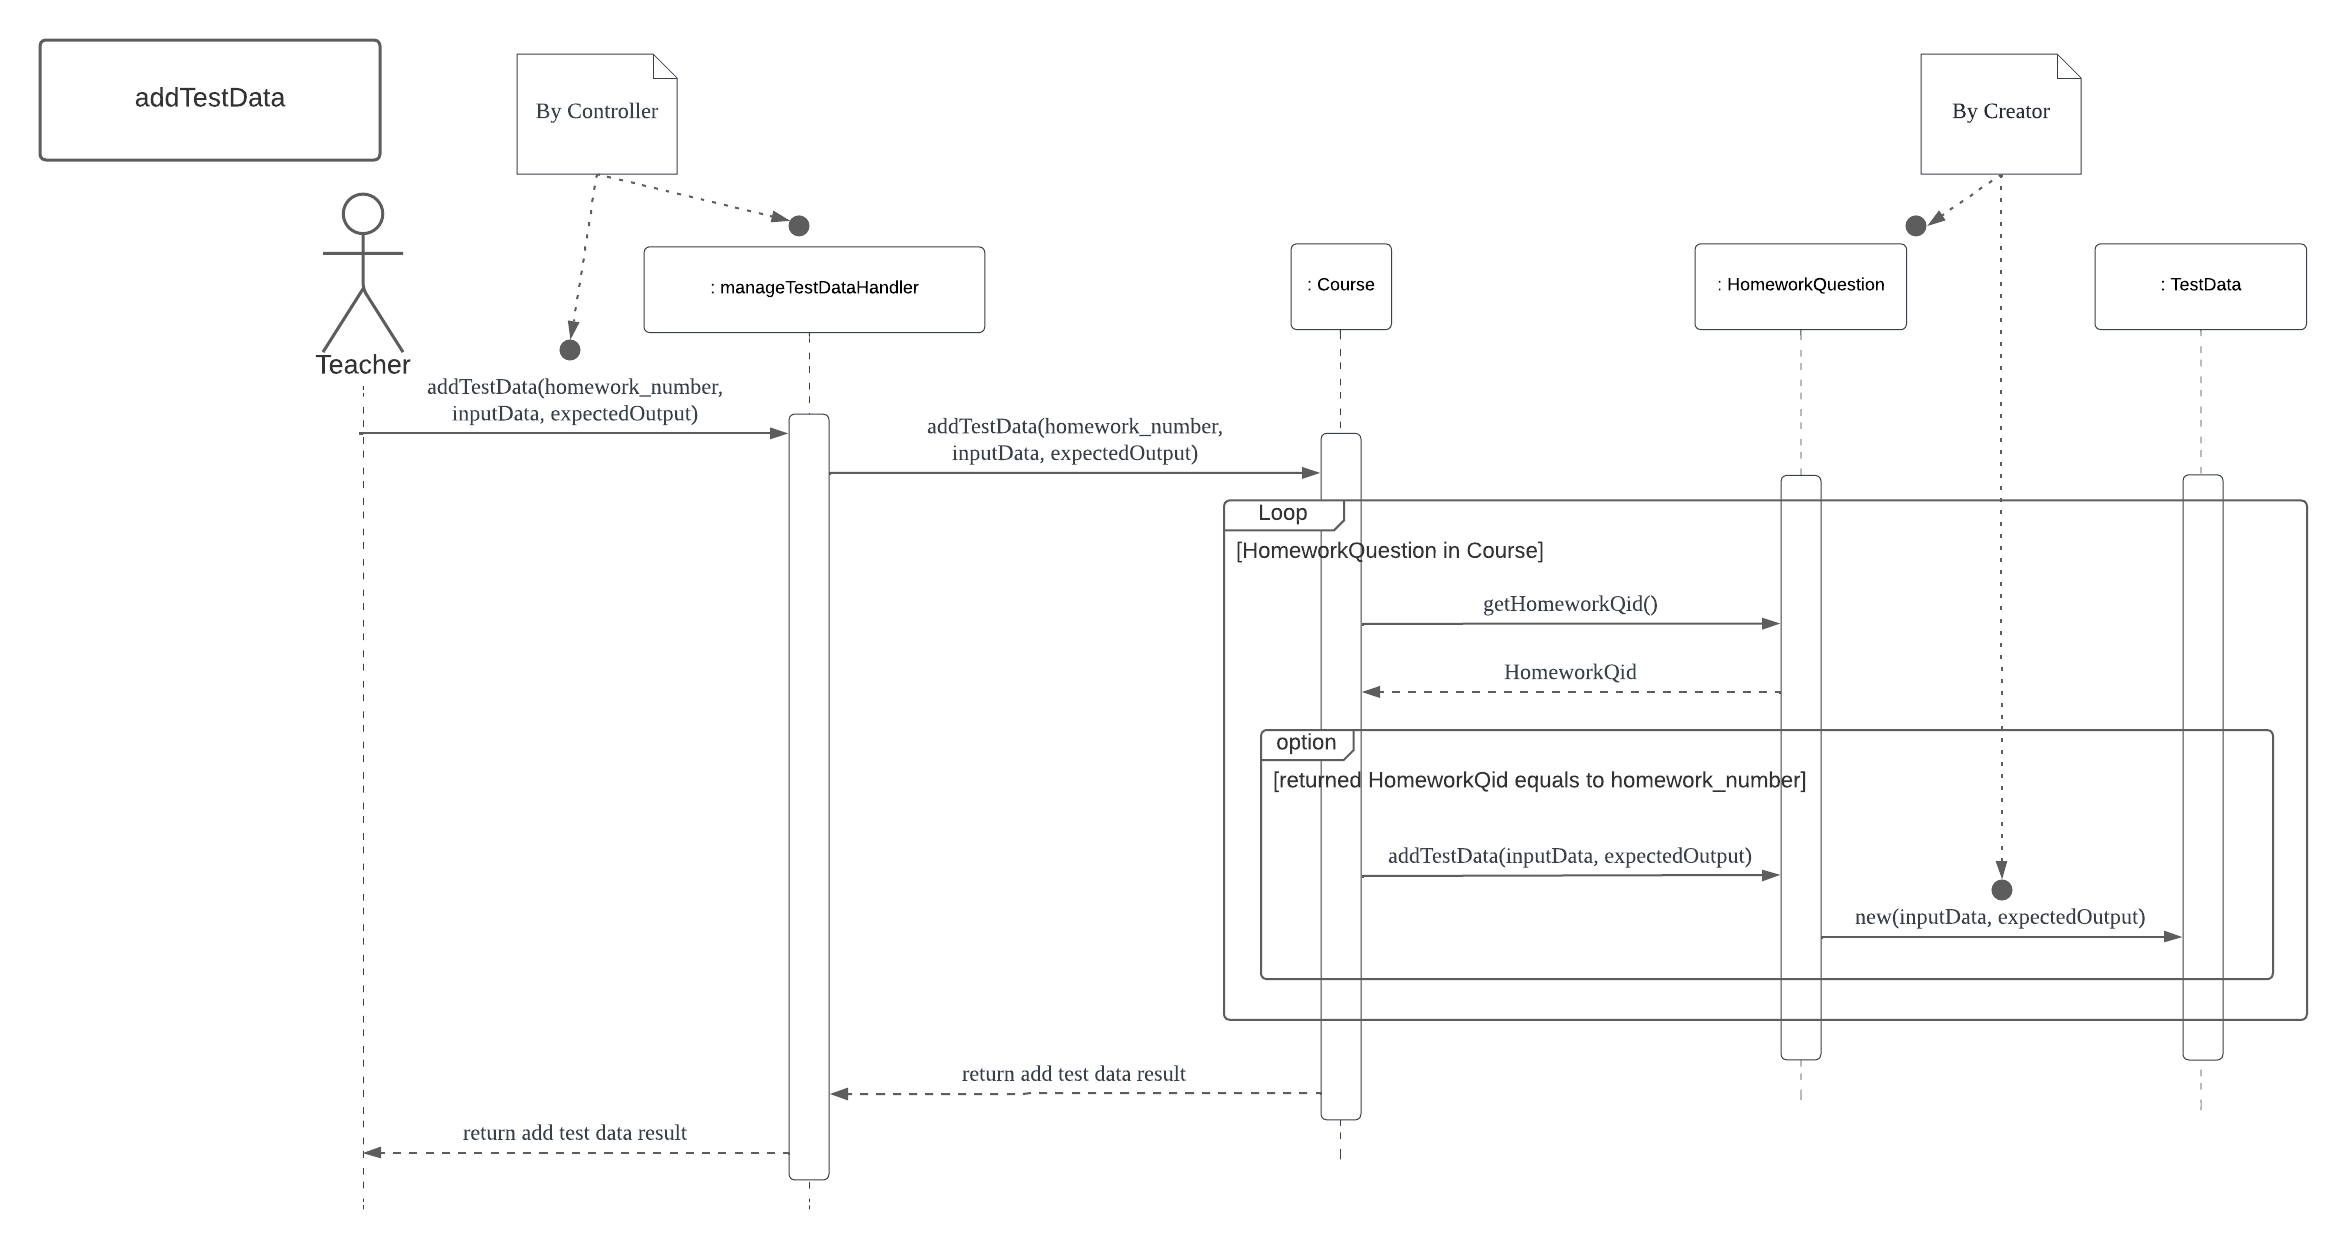 addTestData
By Controller
By Creator
: manageTestDataHandler
: Course
: HomeworkQuestion
: TestData
Teacher
addTestData(homework_number,
inputData, expectedOutput)
addTestData(homework_number,
inputData, expectedOutput)
Loop
[HomeworkQuestion in Course]
getHomeworkQid()
HomeworkQid
option
[returned HomeworkQid equals to homework_number]
addTestData(inputData, expectedOutput)
new(inputData, expectedOutput)
return add test data result
return add test data result